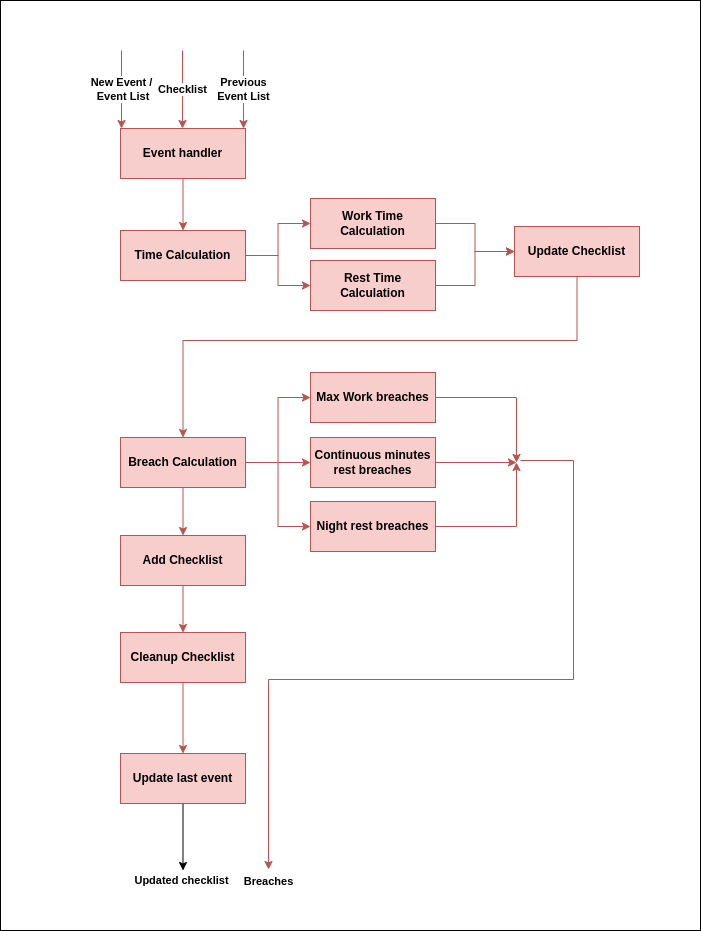 New Event /
Event List
Checklist
Previous
Event List
Event handler
Time Calculation
Work Time
Calculation
Rest Time
Calculation
Update Checklist
Max Work breaches
Breach Calculation
Continuous minutes
rest breaches
Night rest breaches
Add Checklist
Cleanup Checklist
Update last event
Updated checklist
Breaches